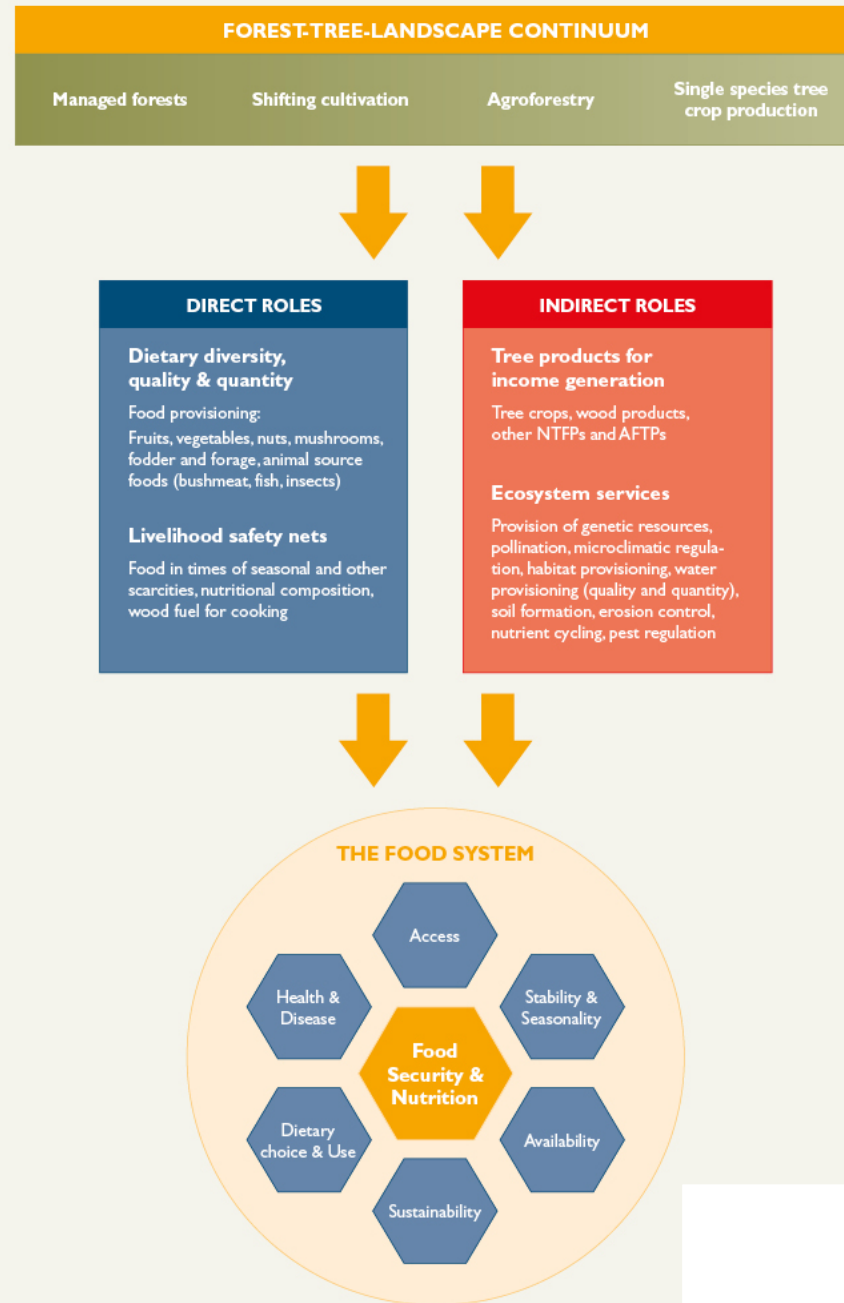 FOREST-TREE-LANDSCAPE CONTINUUM
Managed forests
Shifting cultivation
Agroforestry
Single species tree
crop production
DIRECT ROLES
Dietary diversity,
quality & quantity
Food provisioning:
Fruits, vegetables, nuts, mushrooms,
fodder and forage, animal source
foods (bushmeat, fish, insects)
Livelihood safety nets
Food in times of seasonal and other
scarcities, nutritional composition,
wood fuel for cooking
INDIRECT ROLES
Tree products for
income generation
Tree crops, wood products,
other NTFPs and AFTPs
Ecosystem services
Provision of genetic resources,
pollination, microclimatic regula-
tion, habitat provisioning, water
provisioning (quality and quantity),
soil formation, erosion control,
nutrient cycling, pest regulation
THE FOOD SYSTEM
Access
Health &
Disease
Stability &
Seasonality
Food
Security &
Nutrition
Dietary
choice & Use
Availability
Sustainability